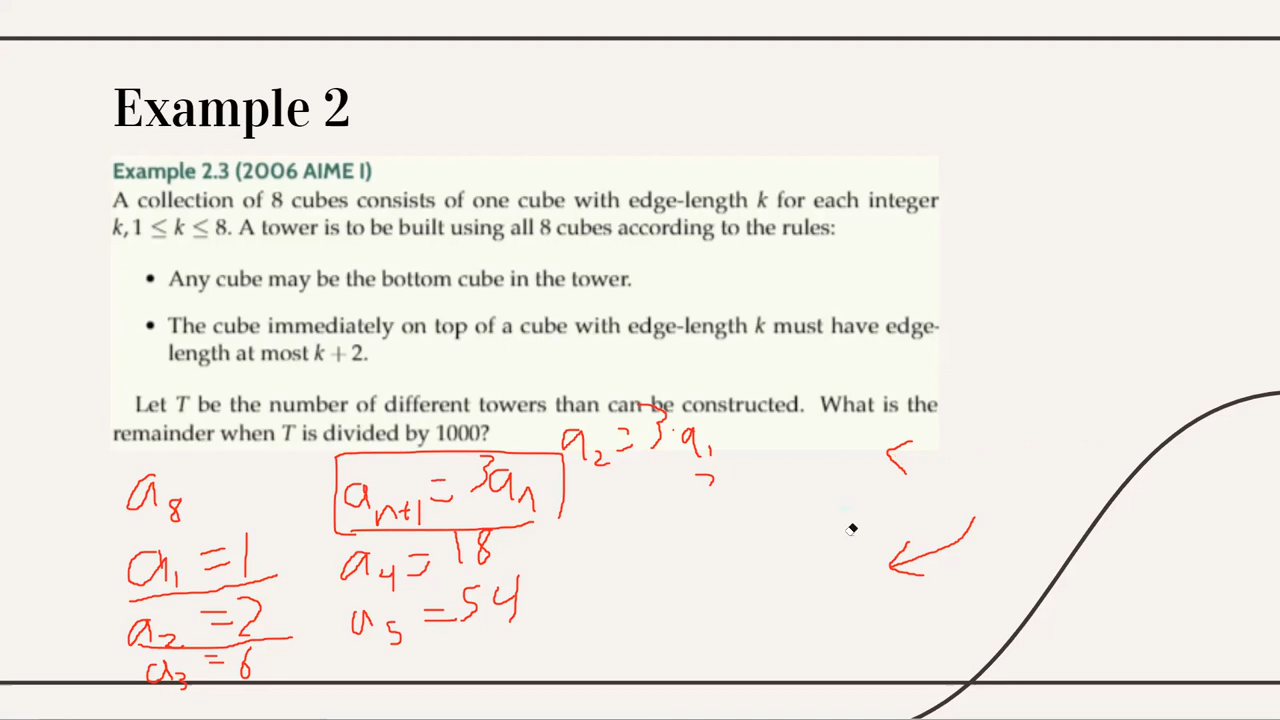 Example 2
Example 2.3 (2006 AIME I)
A collection of 8 cubes consists of one cube with edge-length k for each integer
k, 1 ≤ k ≤ 8. A tower is to be built using all 8 cubes according to the rules:
• Any cube may be the bottom cube in the tower.
• The cube immediately on top of a cube with edge-length k must have edge-
length at most k + 2.
Let T be the number of different towers than can be constructed. What is the
remainder when T is divided by 1000?
a₂ = 3·a₁
a₈
aₙ₊₁ = 3aₙ
a₁ = 1
a₄ = 18
a₂ = 2
a₅ = 54
a₃ = 6